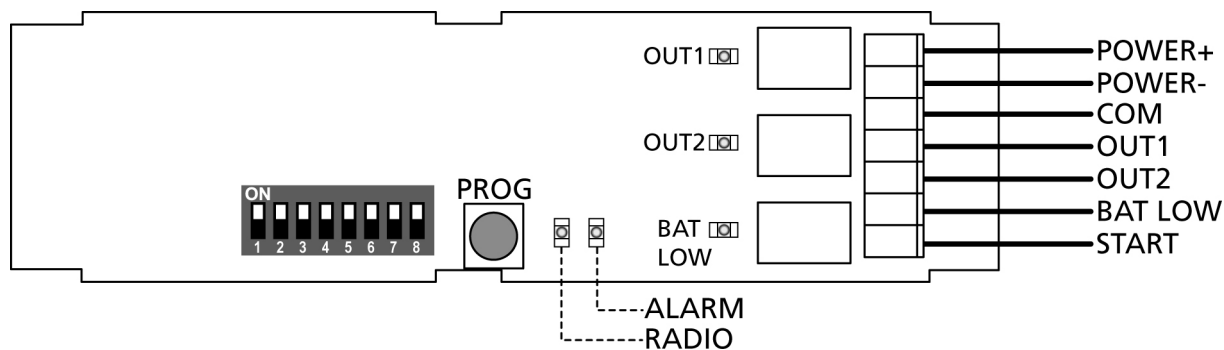 OUT1
OUT2
BAT
LOW
ON
1 2 3 4 5 6 7 8
PROG
ALARM
RADIO
POWER+
POWER-
COM
OUT1
OUT2
BAT LOW
START